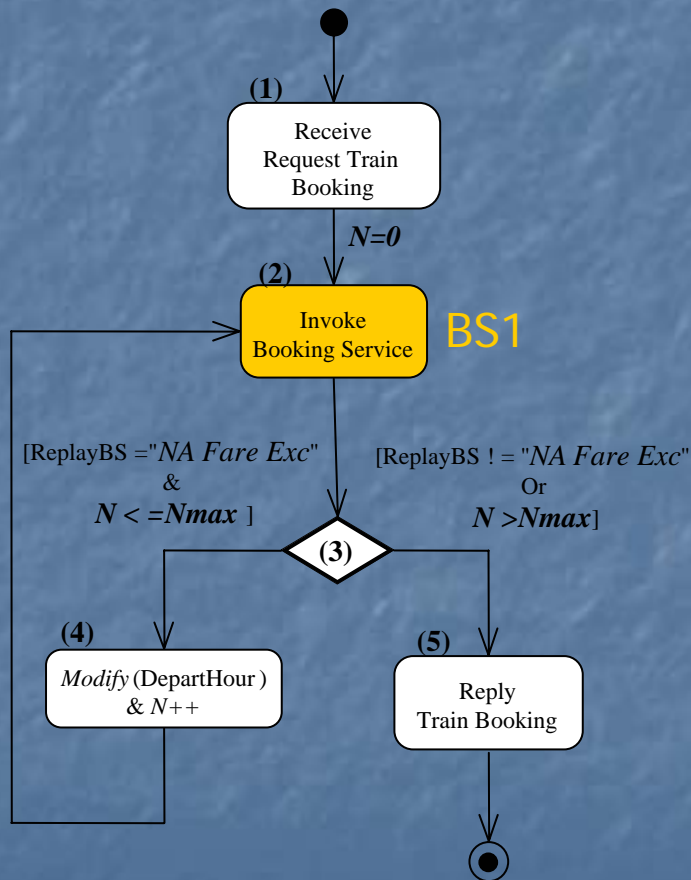 (1)
Receive
Request Train
Booking
N=0
(2)
Invoke
Booking Service
BS1
[ReplayBS ="NA Fare Exc"
&
N < =Nmax ]
[ReplayBS ! = "NA Fare Exc"
Or
N >Nmax]
(3)
(4)
Modify (DepartHour )
& N++
(5)
Reply
Train Booking